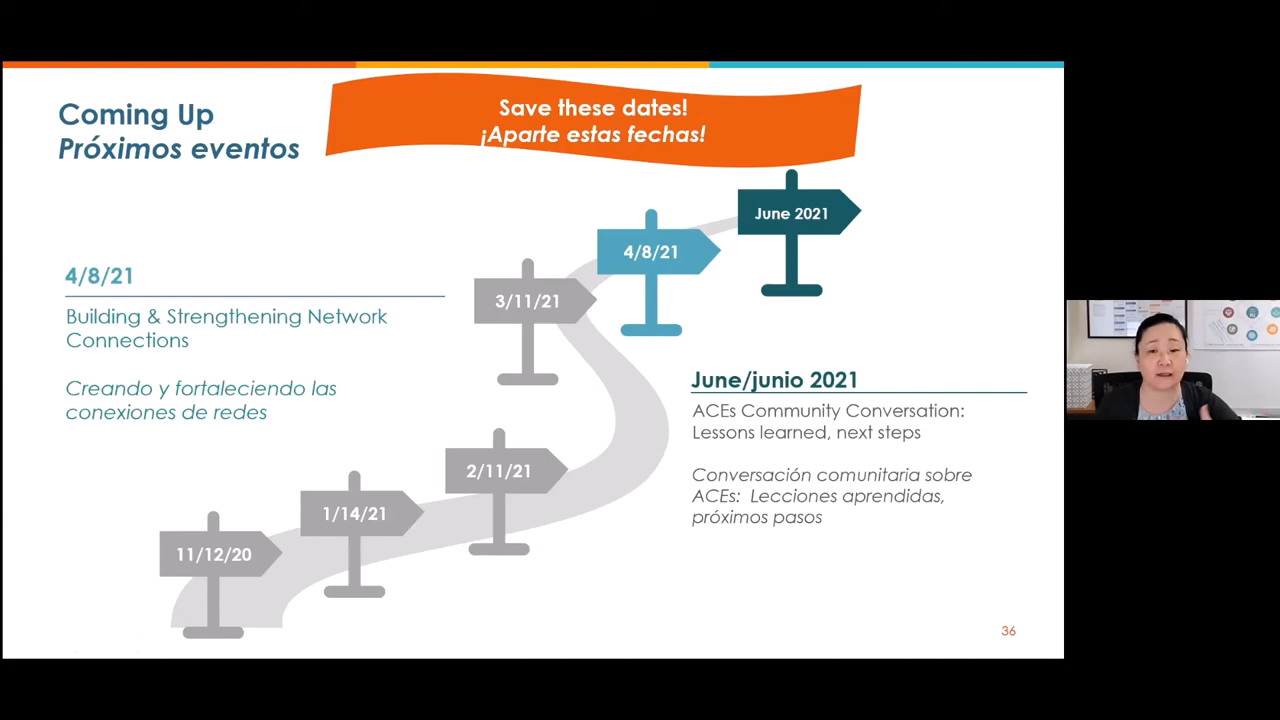 Coming Up
Próximos eventos
Save these dates!
¡Aparte estas fechas!
June 2021
4/8/21
3/11/21
4/8/21
Building & Strengthening Network
Connections
Creando y fortaleciendo las
conexiones de redes
June/junio 2021
ACEs Community Conversation:
Lessons learned, next steps
Conversación comunitaria sobre
ACEs: Lecciones aprendidas,
próximos pasos
2/11/21
1/14/21
11/12/20
36